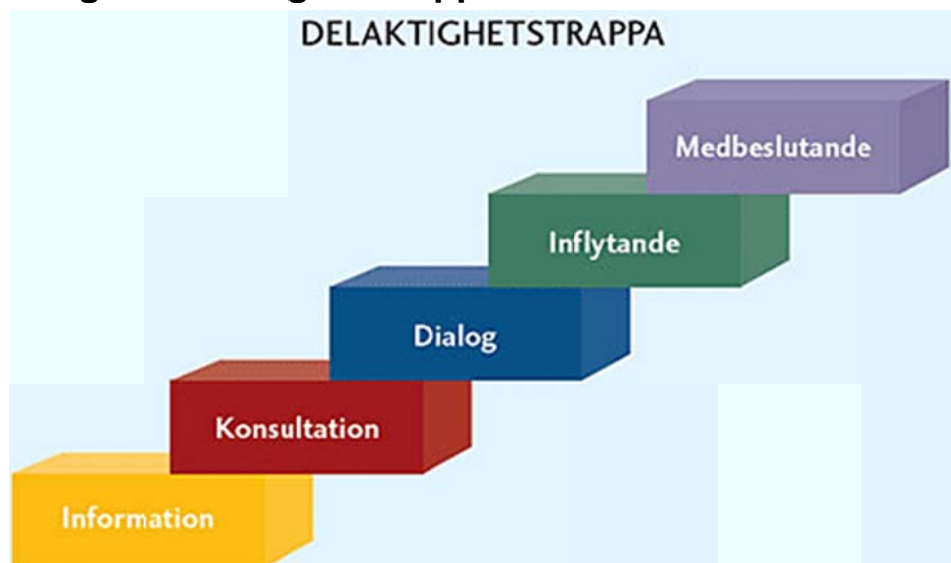 DELAKTIGHETSTRAPPA
Medbeslutande
Inflytande
Dialog
Konsultation
Information